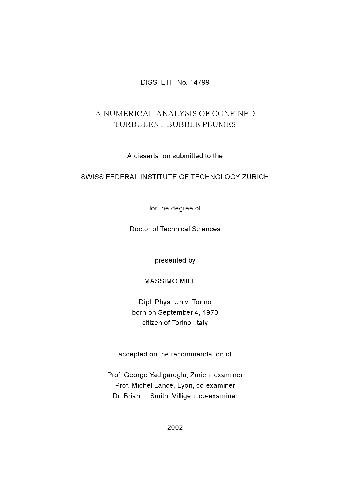 DISS. ETH No. 14799
A NUMERICAL ANALYSIS OF CONFINED
TURBULENT BUBBLE PLUMES
A dissertation submitted to the
SWISS FEDERAL INSTITUTE OF TECHNOLOGY ZURICH
for the degree of
Doctor of Technical Sciences
presented by
MASSIMO
Dipl. Phys. Univ. Torino
born on September 4, 1970
citizen of Torino, Italy
accepted on the recommendation of
Prof. George Yadigaroglu, Zurich, examiner
Prof. Michel Lance, Lyon, co-examiner
Dr. Brian Smith, Villigen, co-examiner
2002